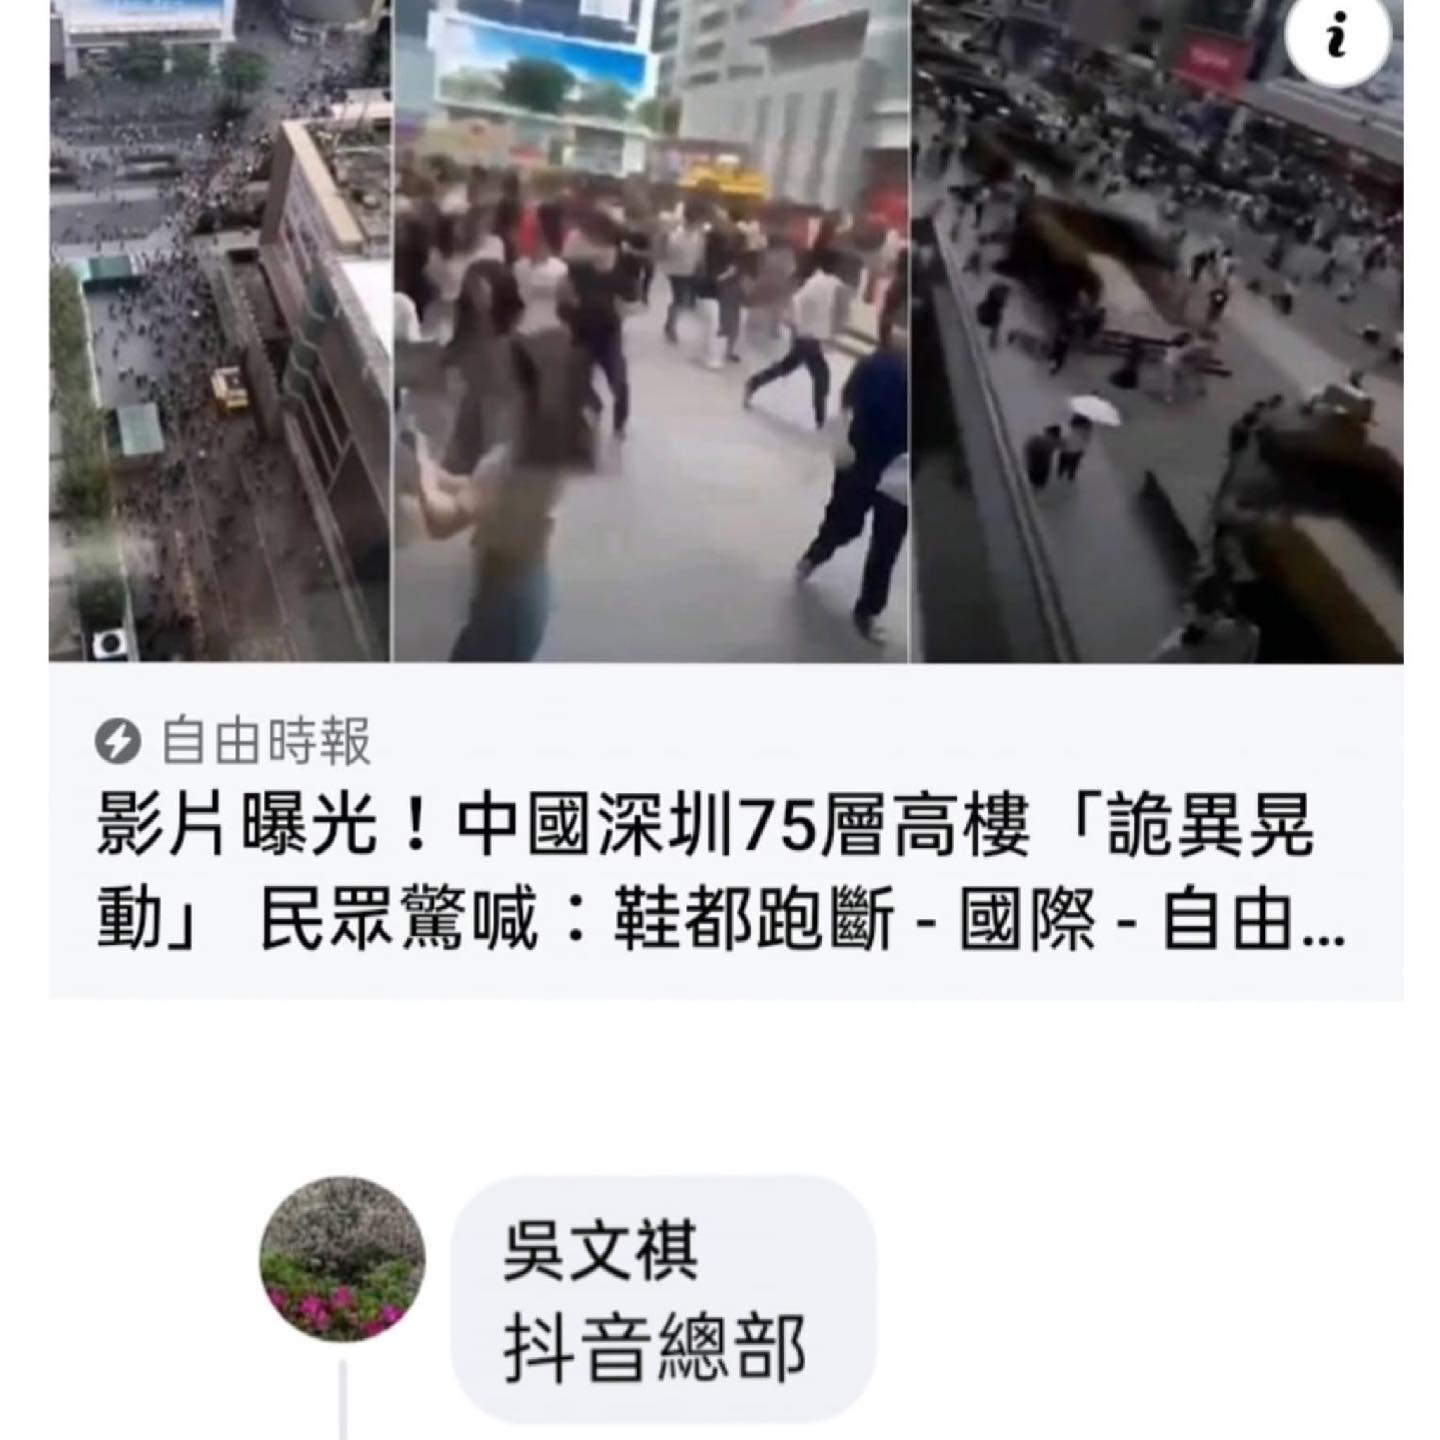 自由時報
影片曝光！中國深圳75層高樓「詭異晃
動」 民眾驚喊：鞋都跑斷 - 國際 - 自由...
吳文祺
抖音總部